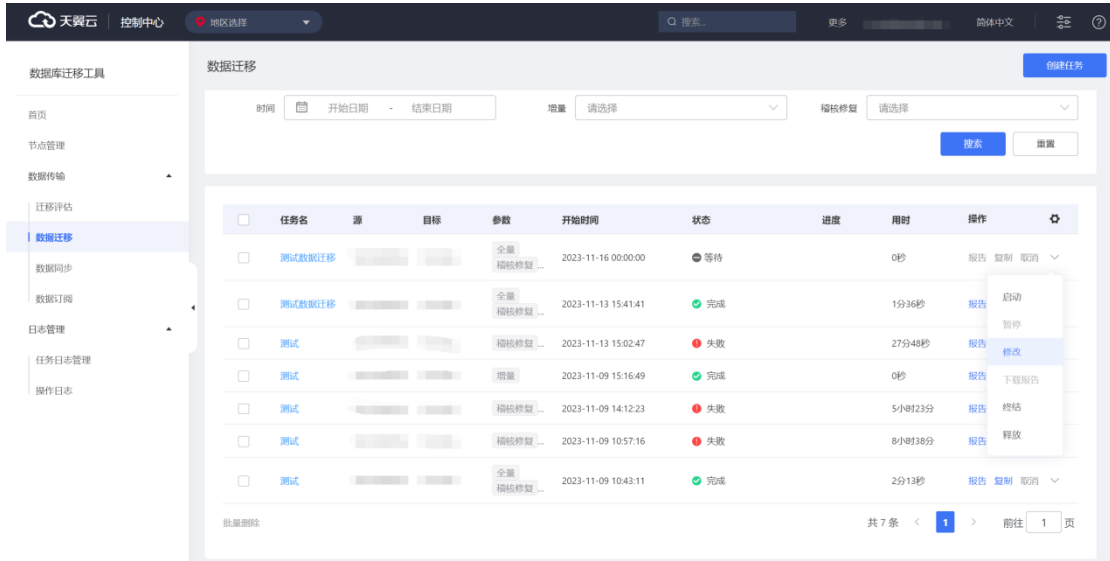 天翼云 控制中心 地区选择 搜索... 更多 简体中文
数据库迁移工具
首页
节点管理
数据传输
迁移评估
数据迁移
数据同步
数据订阅
日志管理
任务日志管理
操作日志
数据迁移 创建任务
时间 开始日期 - 结束日期 增量 请选择 稽核修复 请选择
搜索 重置
任务名 源 目标 参数 开始时间 状态 进度 用时 操作
测试数据迁移 全量 稽核修复 ... 2023-11-16 00:00:00 等待 0秒 报告 复制 取消
测试数据迁移 全量 稽核修复 ... 2023-11-13 15:41:41 完成 1分36秒 报告
测试 稽核修复 ... 2023-11-13 15:02:47 失败 27分48秒 报告
测试 增量 2023-11-09 15:16:49 完成 0秒 报告
测试 稽核修复 ... 2023-11-09 14:12:23 失败 5小时23分 报告
测试 稽核修复 ... 2023-11-09 10:57:16 失败 8小时38分 报告
测试 全量 稽核修复 ... 2023-11-09 10:43:11 完成 2分13秒 报告 复制 取消
启动
暂停
修改
下载报告
终结
释放
批量删除 共 7 条 1 前往 1 页